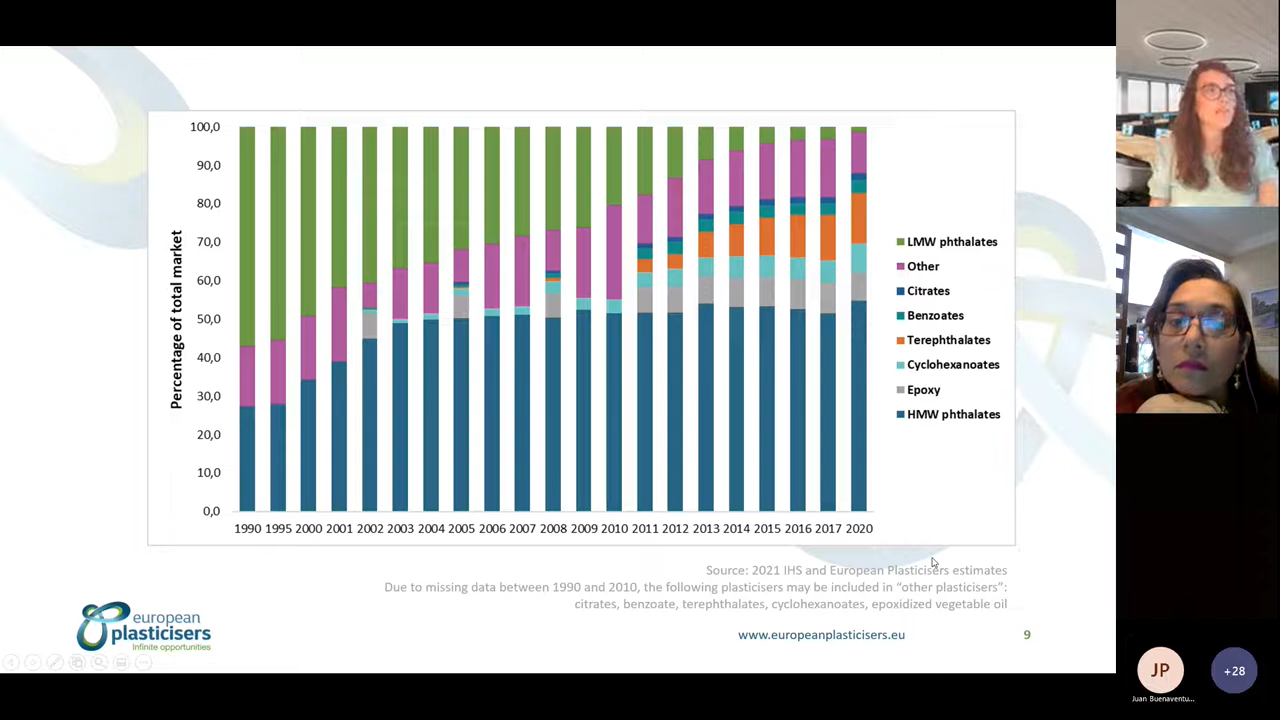 100,0
90,0
80,0
70,0
60,0
50,0
40,0
30,0
20,0
10,0
0,0
Percentage of total market
1990 1995 2000 2001 2002 2003 2004 2005 2006 2007 2008 2009 2010 2011 2012 2013 2014 2015 2016 2017 2020
LMW phthalates
Other
Citrates
Benzoates
Terephthalates
Cyclohexanoates
Epoxy
HMW phthalates
Source: 2021 IHS and European Plasticisers estimates
Due to missing data between 1990 and 2010, the following plasticisers may be included in “other plasticisers”:
citrates, benzoate, terephthalates, cyclohexanoates, epoxidized vegetable oil
european
plasticisers
Infinite opportunities
www.europeanplasticisers.eu
9
JP
+28
Juan Buenaventu...